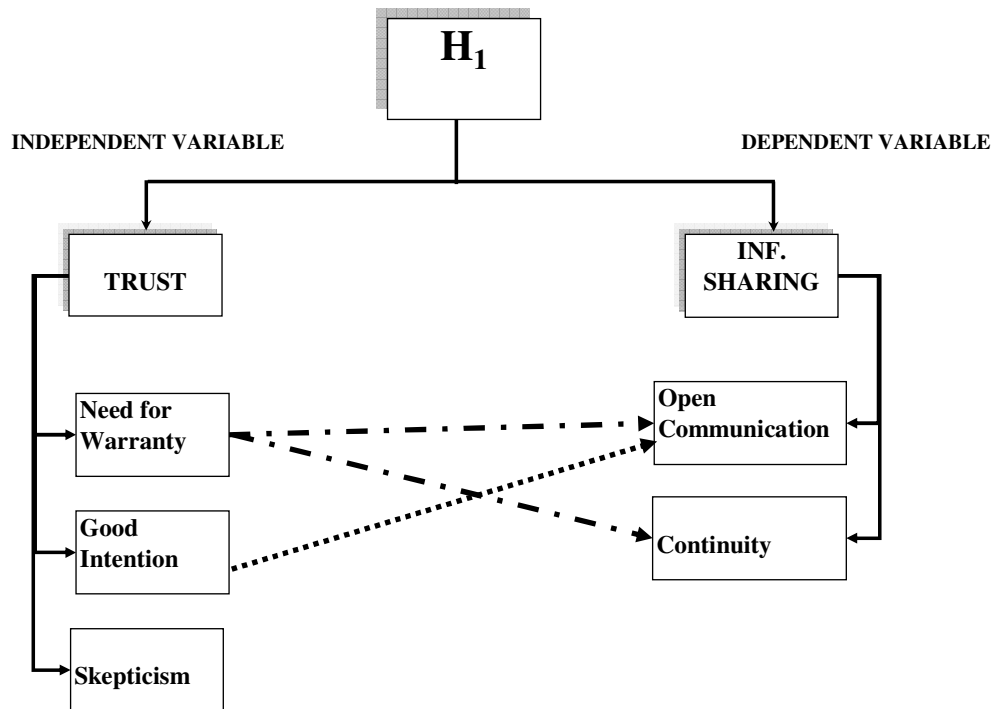 H1
INDEPENDENT VARIABLE
DEPENDENT VARIABLE
TRUST
INF.
SHARING
Need for
Warranty
Open
Communication
Good
Intention
Continuity
Skepticism